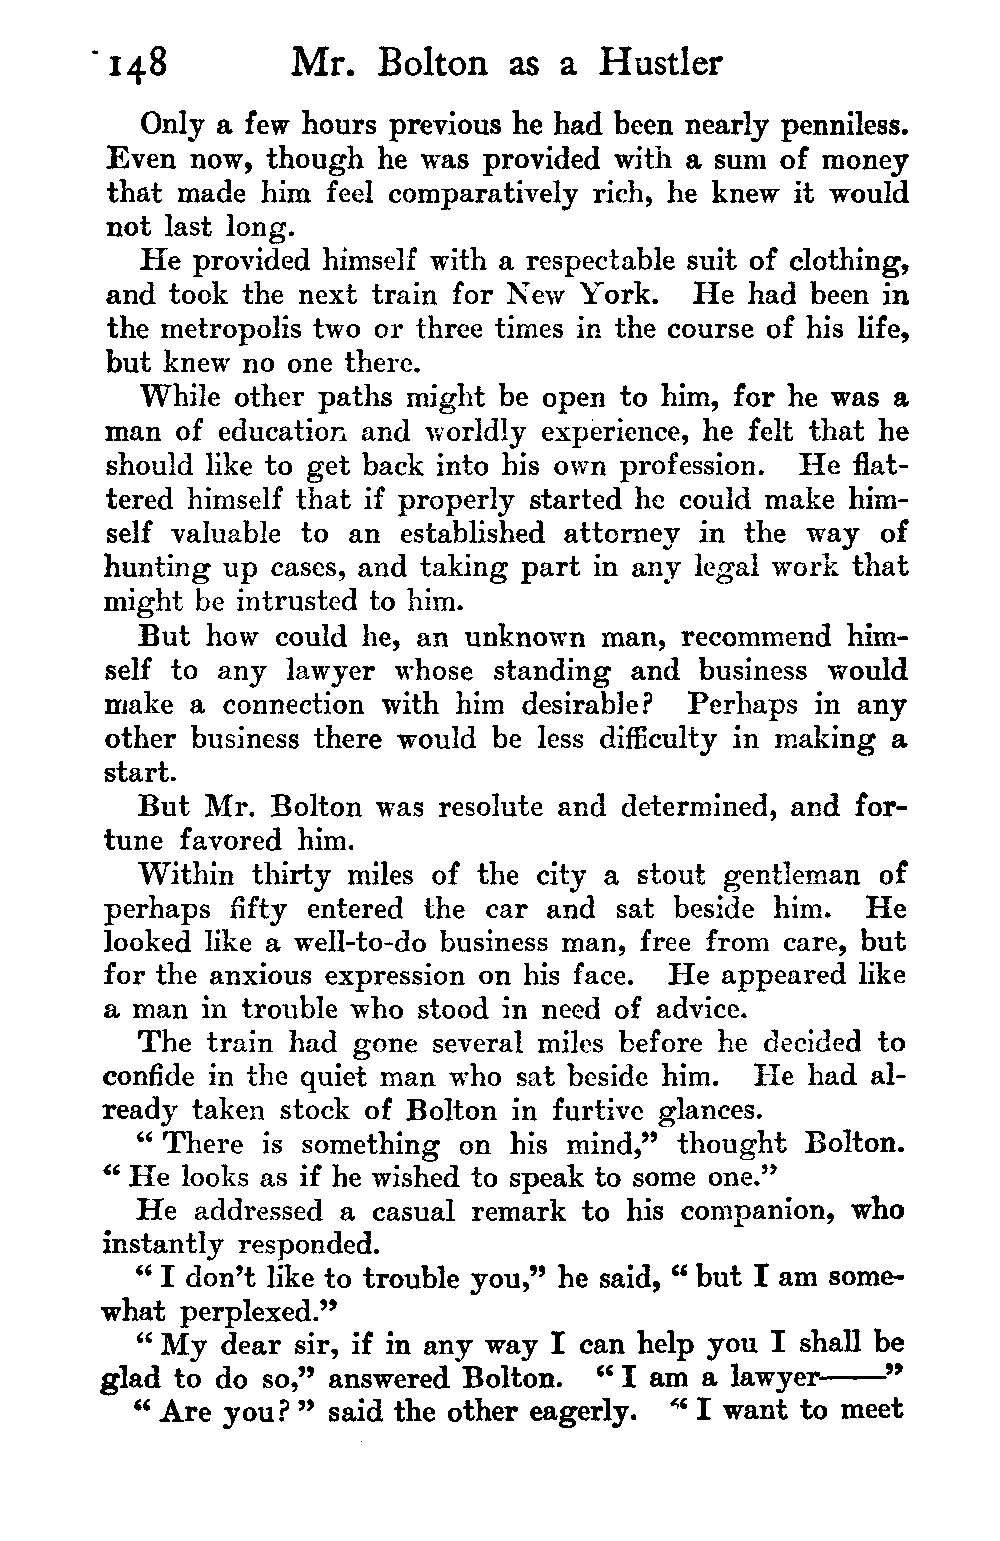 148 Mr. Bolton as a Hustler
Only a few hours previous he had been nearly penniless.
Even now, though he was provided with a sum of money
that made him feel comparatively rich, he knew it would
not last long.
He provided himself with a respectable suit of clothing,
and took the next train for New York. He had been in
the metropolis two or three times in the course of his life,
but knew no one there.
While other paths might be open to him, for he was a
man of education and worldly experience, he felt that he
should like to get back into his own profession. He flat-
tered himself that if properly started he could make him-
self valuable to an established attorney in the way of
hunting up cases, and taking part in any legal work that
might be intrusted to him.
But how could he, an unknown man, recommend him-
self to any lawyer whose standing and business would
make a connection with him desirable? Perhaps in any
other business there would be less difficulty in making a
start.
But Mr. Bolton was resolute and determined, and for-
tune favored him.
Within thirty miles of the city a stout gentleman of
perhaps fifty entered the car and sat beside him. He
looked like a well-to-do business man, free from care, but
for the anxious expression on his face. He appeared like
a man in trouble who stood in need of advice.
The train had gone several miles before he decided to
confide in the quiet man who sat beside him. He had al-
ready taken stock of Bolton in furtive glances.
“ There is something on his mind,” thought Bolton.
“ He looks as if he wished to speak to some one.”
He addressed a casual remark to his companion, who
instantly responded.
“ I don’t like to trouble you,” he said, “ but I am some-
what perplexed.”
“ My dear sir, if in any way I can help you I shall be
glad to do so,” answered Bolton. “ I am a lawyer——”
“ Are you? ” said the other eagerly. “ I want to meet